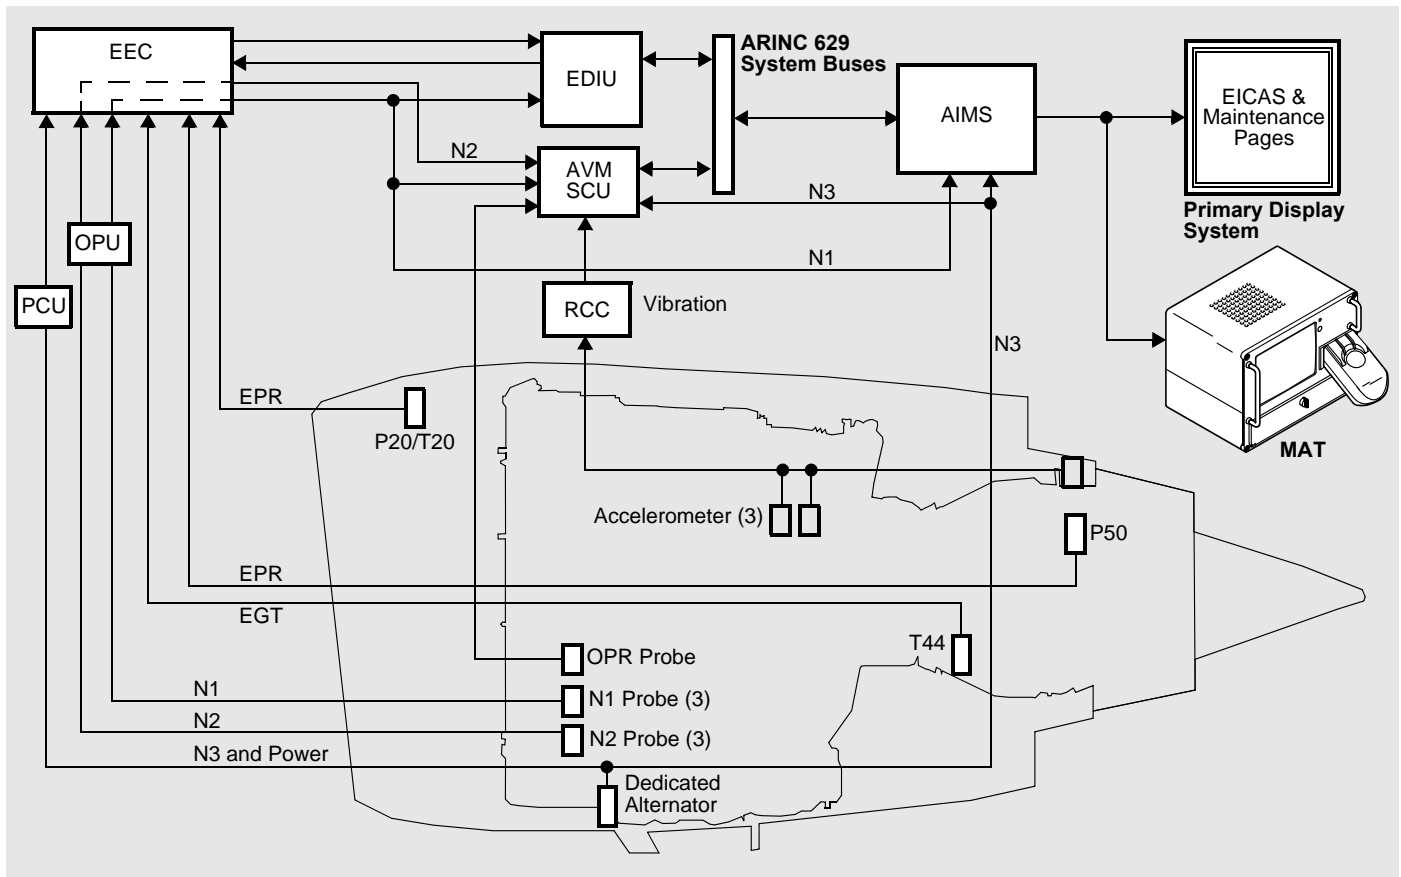 EEC
EDIU
ARINC 629
System Buses
AIMS
EICAS &
Maintenance
Pages
N2
AVM
SCU
N3
Primary Display
System
OPU
N1
PCU
RCC
Vibration
N3
EPR
P20/T20
MAT
Accelerometer (3)
P50
EPR
EGT
T44
OPR Probe
N1
N1 Probe (3)
N2
N2 Probe (3)
N3 and Power
Dedicated
Alternator